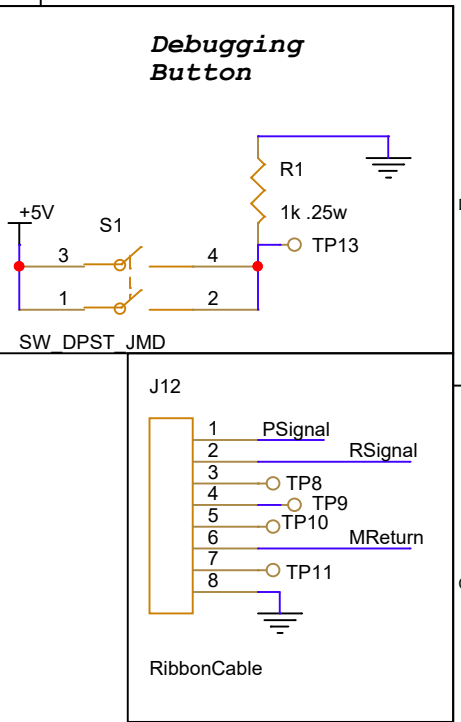 Debugging
Button
R1
+5V
1k .25w
S1
TP13
3
4
1
2
SW_DPST_JMD
J12
1
PSignal
2
RSignal
3
TP8
4
TP9
5
TP10
6
MReturn
7
TP11
8
RibbonCable